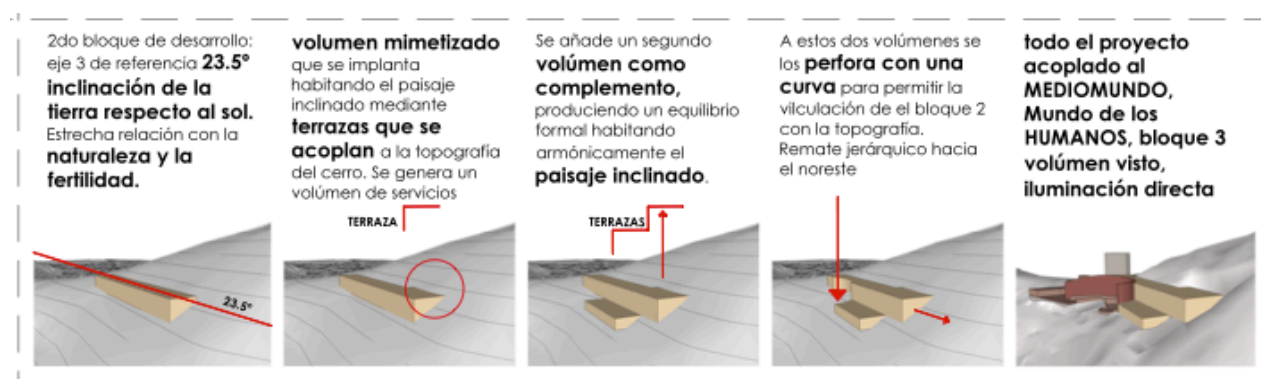 2do bloque de desarrollo:
eje 3 de referencia 23.5º
inclinación de la
tierra respecto al sol.
Estrecha relación con la
naturaleza y la
fertilidad.
23.5º
volumen mimetizado
que se implanta
habitando el paisaje
inclinado mediante
terrazas que se
acoplan a la topografía
del cerro. Se genera un
volúmen de servicios
TERRAZA
Se añade un segundo
volúmen como
complemento,
produciendo un equilibrio
formal habitando
armónicamente el
paisaje inclinado.
TERRAZAS
A estos dos volúmenes se
los perfora con una
curva para permitir la
vilculación de el bloque 2
con la topografía.
Remate jerárquico hacia
el noreste
todo el proyecto
acoplado al
MEDIOMUNDO,
Mundo de los
HUMANOS, bloque 3
volúmen visto,
iluminación directa